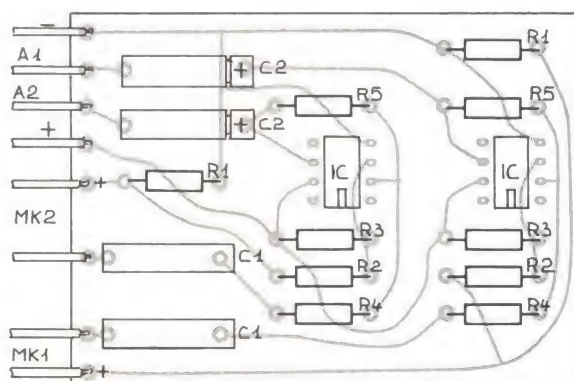 −
R1
A1
+ C2
A2
R5
R5
+ C2
+
IC
IC
R1
+
MK2
R3
R3
C1
R2
R2
R4
R4
C1
MK1
+